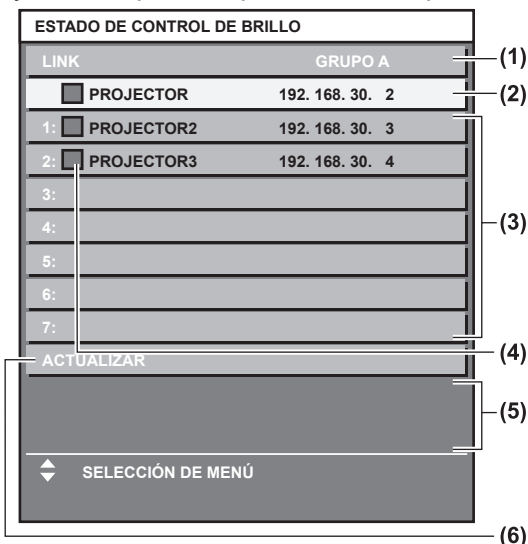 ESTADO DE CONTROL DE BRILLO
LINK GRUPO A (1)
PROJECTOR 192. 168. 30. 2 (2)
1: PROJECTOR2 192. 168. 30. 3
2: PROJECTOR3 192. 168. 30. 4
3:
(3)
4:
5:
6:
7:
ACTUALIZAR (4)
(5)
SELECCIÓN DE MENÚ
(6)